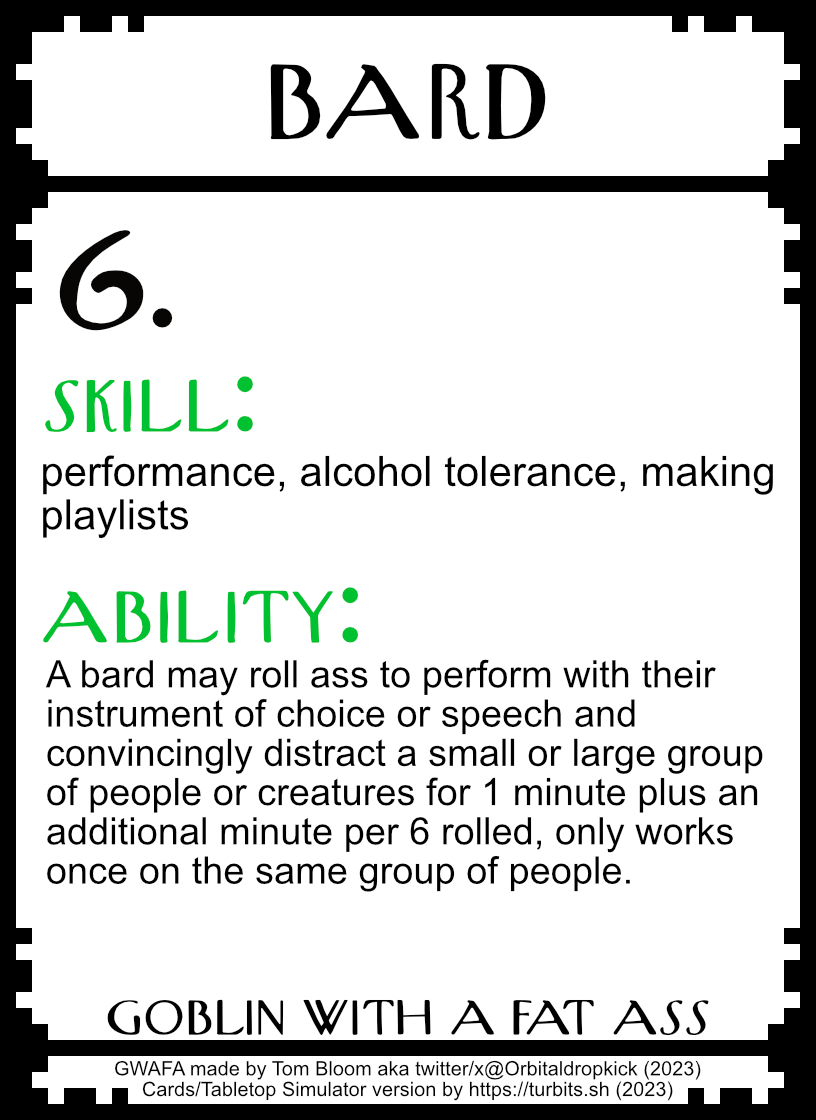 BARD
6.
SKILL:
performance, alcohol tolerance, making
playlists
ABILITY:
A bard may roll ass to perform with their
instrument of choice or speech and
convincingly distract a small or large group
of people or creatures for 1 minute plus an
additional minute per 6 rolled, only works
once on the same group of people.
GOBLIN WITH A FAT ASS
GWAFA made by Tom Bloom aka twitter/x@Orbitaldropkick (2023)
Cards/Tabletop Simulator version by https://turbits.sh (2023)